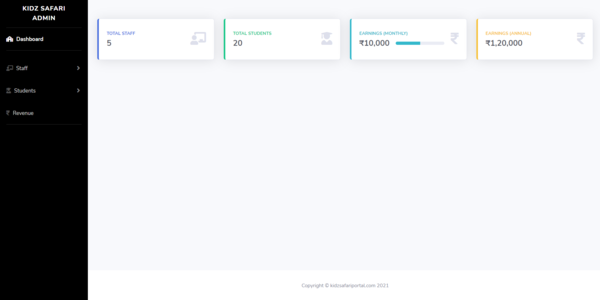 KIDZ SAFARI
ADMIN
Dashboard
Staff
Students
₹ Revenue
TOTAL STAFF
5
TOTAL STUDENTS
20
EARNINGS (MONTHLY)
₹10,000
₹
EARNINGS (ANNUAL)
₹1,20,000
₹
Copyright © kidzsafariportal.com 2021